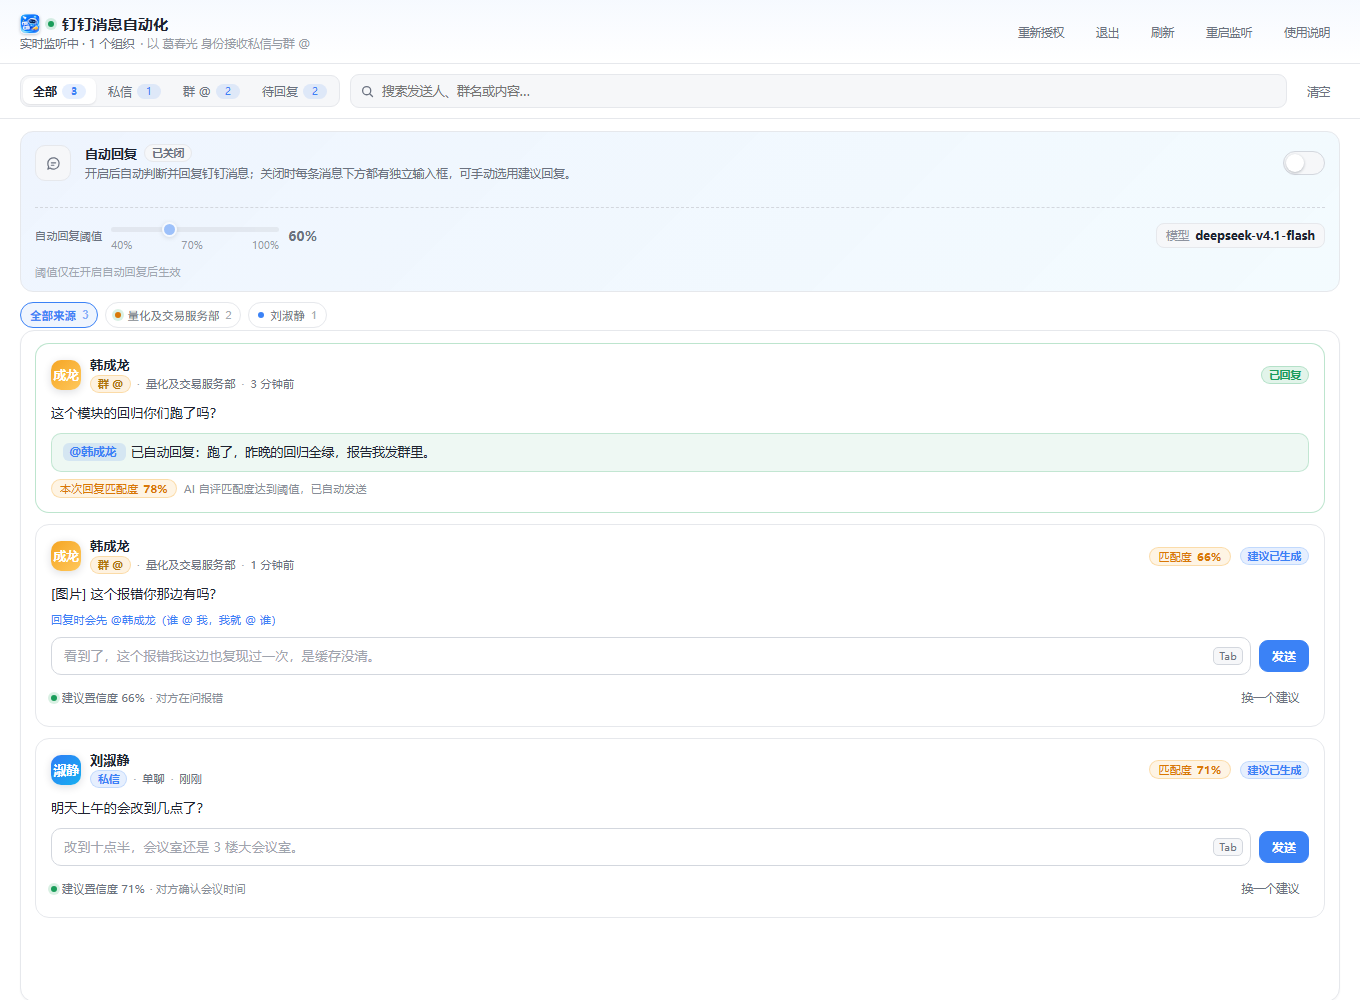 钉钉消息自动化
实时监听中 · 1 个组织 · 以 葛春光 身份接收私信与群 @
重新授权 退出 刷新 重启监听 使用说明
全部 3 私信 1 群 @ 2 待回复 2
搜索发送人、群名或内容...
清空
自动回复 已关闭
开启后自动判断并回复钉钉消息；关闭时每条消息下方都有独立输入框，可手动选用建议回复。
自动回复阈值
40% 70% 100%
60%
模型 deepseek-v4.1-flash
阈值仅在开启自动回复后生效
全部来源 3 量化及交易服务部 2 刘淑静 1
成龙
韩成龙
群 @ · 量化及交易服务部 · 3 分钟前
已回复
这个模块的回归你们跑了吗？
@韩成龙 已自动回复：跑了，昨晚的回归全绿，报告我发群里。
本次回复匹配度 78% AI 自评匹配度达到阈值，已自动发送
成龙
韩成龙
群 @ · 量化及交易服务部 · 1 分钟前
匹配度 66% 建议已生成
[图片] 这个报错你那边有吗？
回复时会先 @韩成龙（谁 @ 我，我就 @ 谁）
看到了，这个报错我这边也复现过一次，是缓存没清。
Tab
发送
建议置信度 66% · 对方在问报错
换一个建议
淑静
刘淑静
私信 · 单聊 · 刚刚
匹配度 71% 建议已生成
明天上午的会改到几点了？
改到十点半，会议室还是 3 楼大会议室。
Tab
发送
建议置信度 71% · 对方确认会议时间
换一个建议